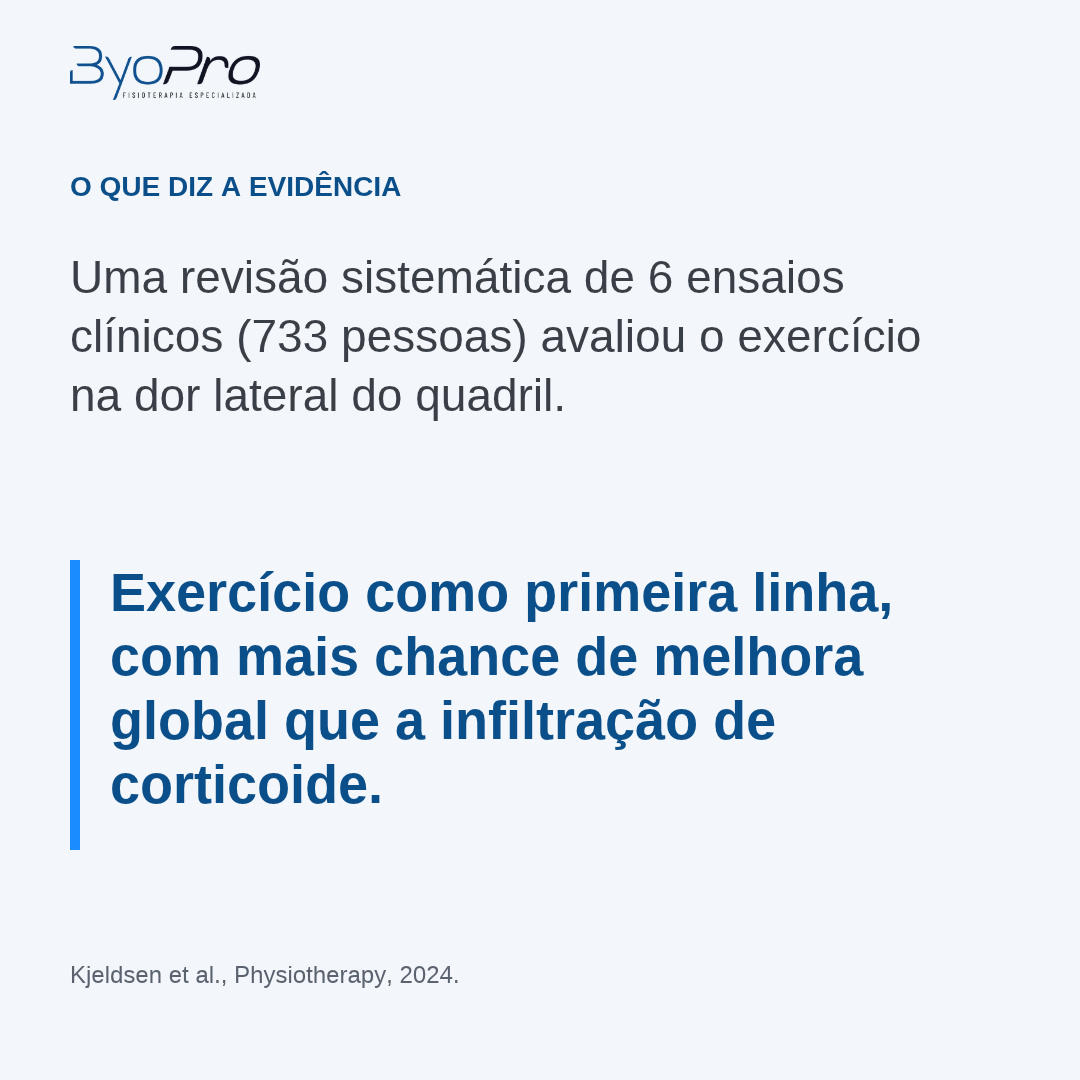 ByoPro
FISIOTERAPIA ESPECIALIZADA
O QUE DIZ A EVIDÊNCIA
Uma revisão sistemática de 6 ensaios
clínicos (733 pessoas) avaliou o exercício
na dor lateral do quadril.
Exercício como primeira linha,
com mais chance de melhora
global que a infiltração de
corticoide.
Kjeldsen et al., Physiotherapy, 2024.